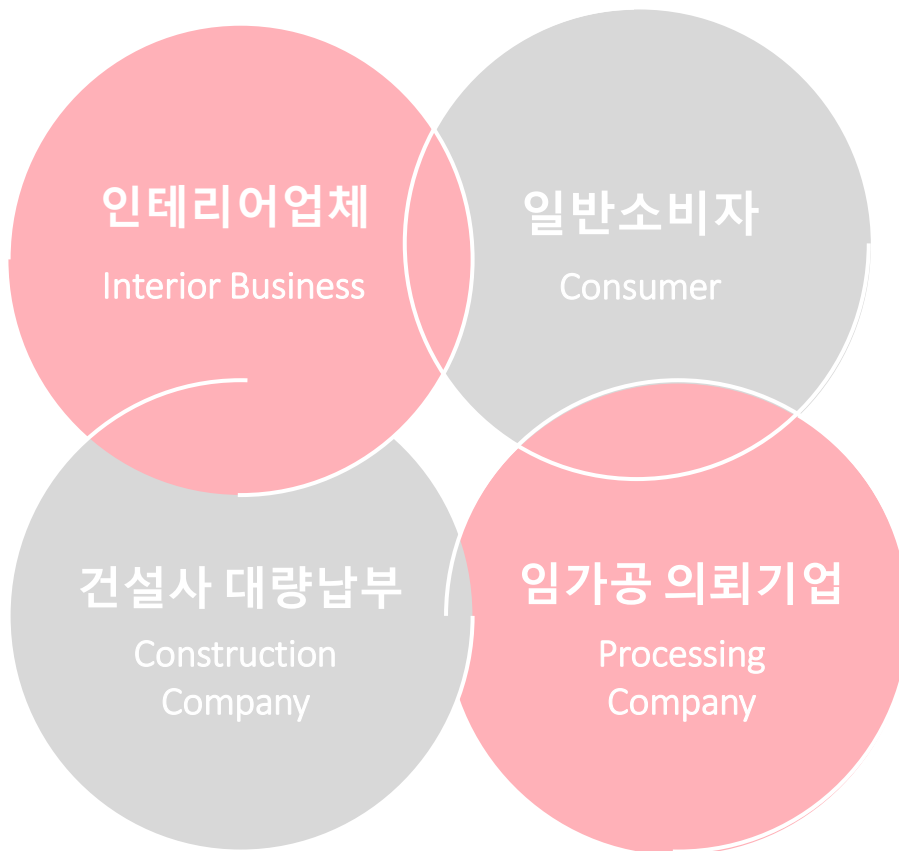 인테리어업체
Interior Business
일반소비자
Consumer
건설사 대량납부
Construction
Company
임가공 의뢰기업
Processing
Company